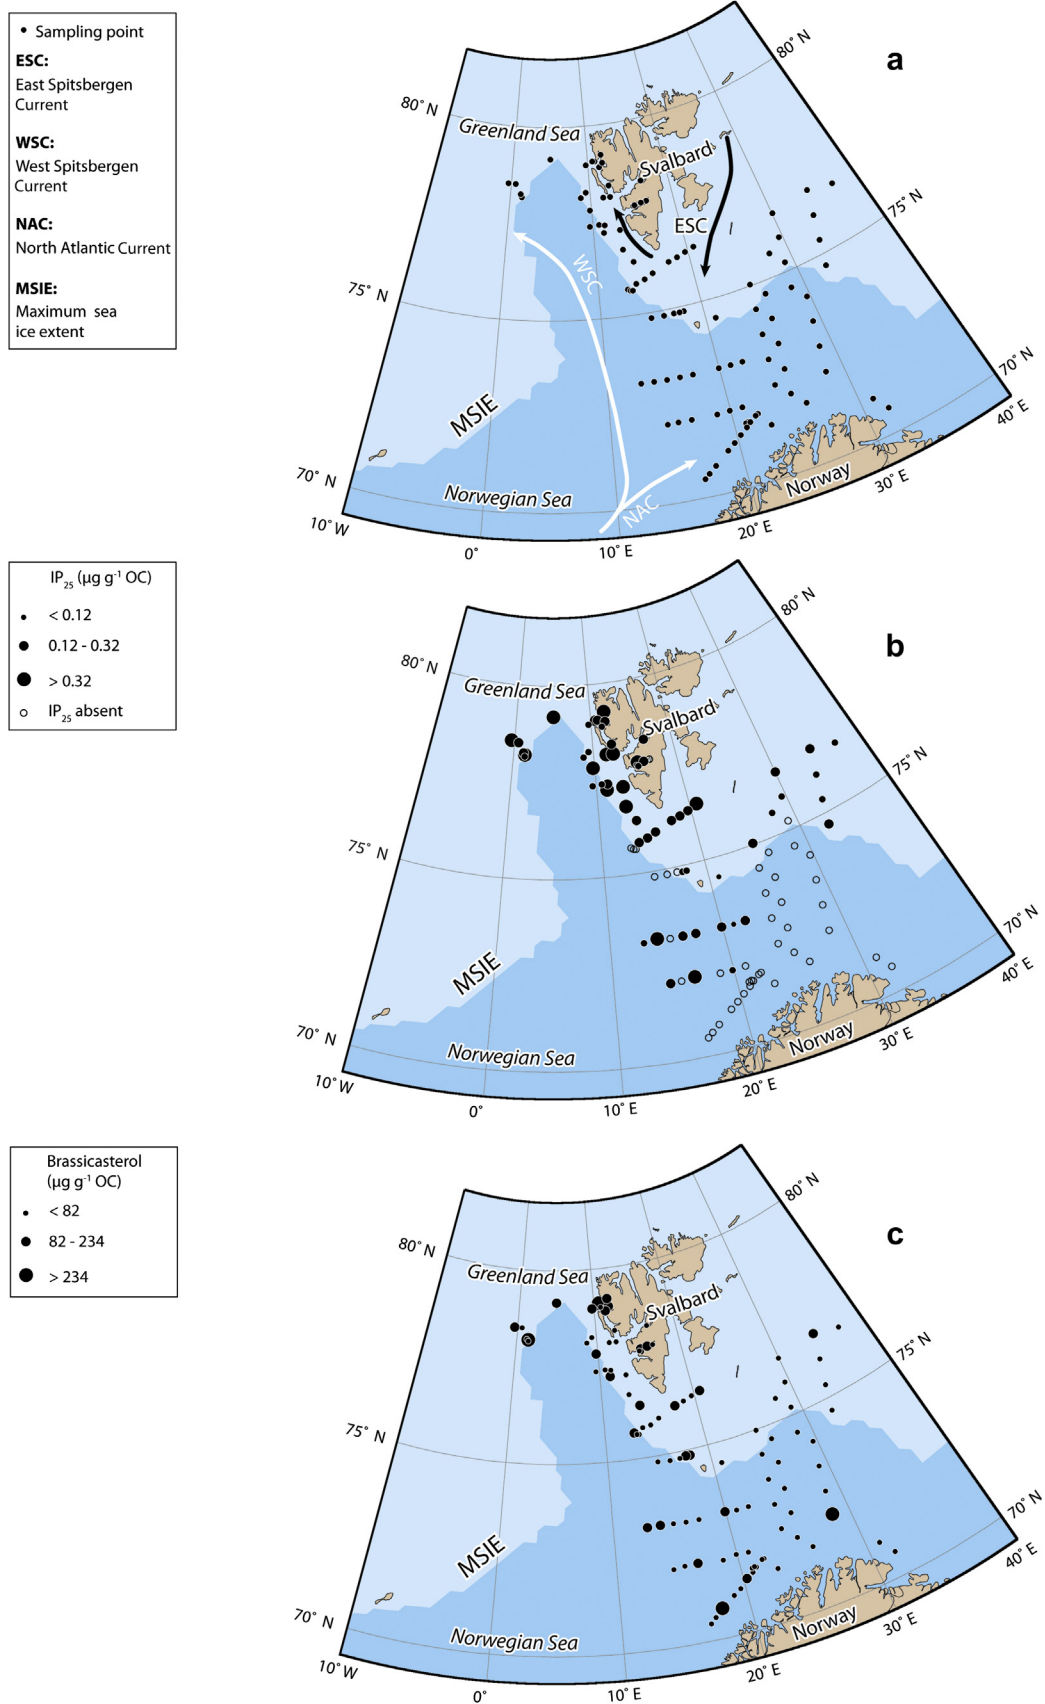 Sampling point
ESC:
East Spitsbergen
Current
WSC:
West Spitsbergen
Current
NAC:
North Atlantic Current
MSIE:
Maximum sea
ice extent
a
80° N
80° N
Greenland Sea
Svalbard
ESC
75° N
WSC
75° N
MSIE
70° N
40° E
70° N
Norwegian Sea
NAC
Norway
30° E
10° W
0°
10° E
20° E
IP25 (µg g-1 OC)
< 0.12
0.12 - 0.32
> 0.32
IP25 absent
b
80° N
80° N
Greenland Sea
Svalbard
75° N
75° N
MSIE
70° N
40° E
70° N
Norwegian Sea
Norway
30° E
10° W
0°
10° E
20° E
Brassicasterol
(µg g-1 OC)
< 82
82 - 234
> 234
c
80° N
80° N
Greenland Sea
Svalbard
75° N
75° N
MSIE
70° N
40° E
70° N
Norwegian Sea
Norway
30° E
10° W
0°
10° E
20° E